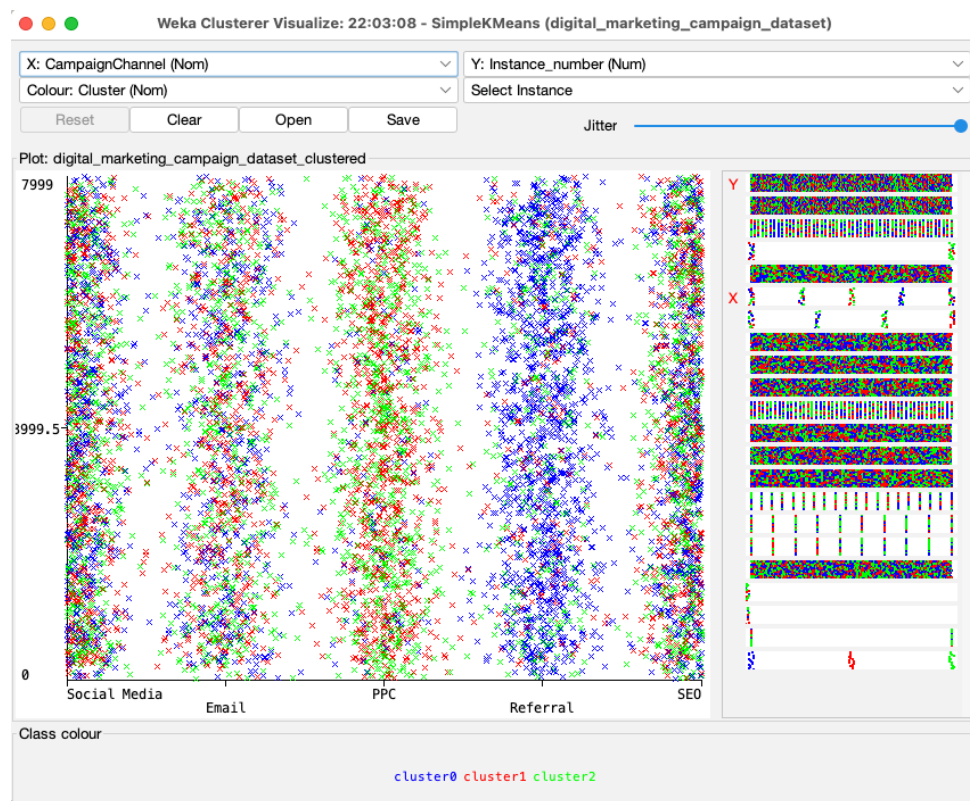 Weka Clusterer Visualize: 22:03:08 - SimpleKMeans (digital_marketing_campaign_dataset)
X: CampaignChannel (Nom) Y: Instance_number (Num)
Colour: Cluster (Nom) Select Instance
Reset Clear Open Save Jitter
Plot: digital_marketing_campaign_dataset_clustered
7999
Y
X
3999.5
0
Social Media PPC SEO
Email Referral
Class colour
cluster0 cluster1 cluster2